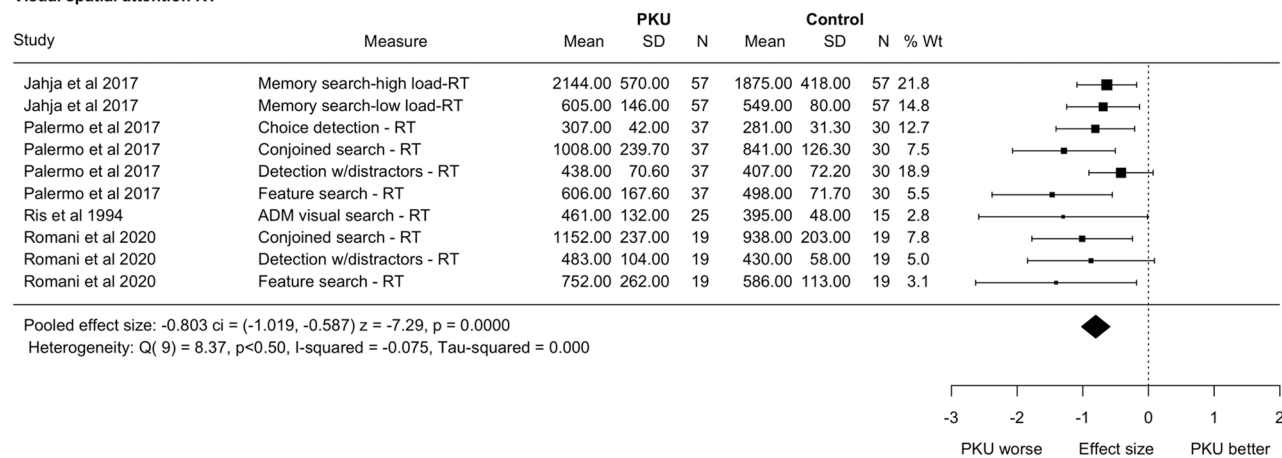 Visual spatial attention RT
PKU Control
Study Measure Mean SD N Mean SD N % Wt
Jahja et al 2017 Memory search-high load-RT 2144.00 570.00 57 1875.00 418.00 57 21.8
Jahja et al 2017 Memory search-low load-RT 605.00 146.00 57 549.00 80.00 57 14.8
Palermo et al 2017 Choice detection - RT 307.00 42.00 37 281.00 31.30 30 12.7
Palermo et al 2017 Conjoined search - RT 1008.00 239.70 37 841.00 126.30 30 7.5
Palermo et al 2017 Detection w/distractors - RT 438.00 70.60 37 407.00 72.20 30 18.9
Palermo et al 2017 Feature search - RT 606.00 167.60 37 498.00 71.70 30 5.5
Ris et al 1994 ADM visual search - RT 461.00 132.00 25 395.00 48.00 15 2.8
Romani et al 2020 Conjoined search - RT 1152.00 237.00 19 938.00 203.00 19 7.8
Romani et al 2020 Detection w/distractors - RT 483.00 104.00 19 430.00 58.00 19 5.0
Romani et al 2020 Feature search - RT 752.00 262.00 19 586.00 113.00 19 3.1
Pooled effect size: -0.803 ci = (-1.019, -0.587) z = -7.29, p = 0.0000
Heterogeneity: Q( 9) = 8.37, p<0.50, I-squared = -0.075, Tau-squared = 0.000
-3 -2 -1 0 1 2
PKU worse Effect size PKU better